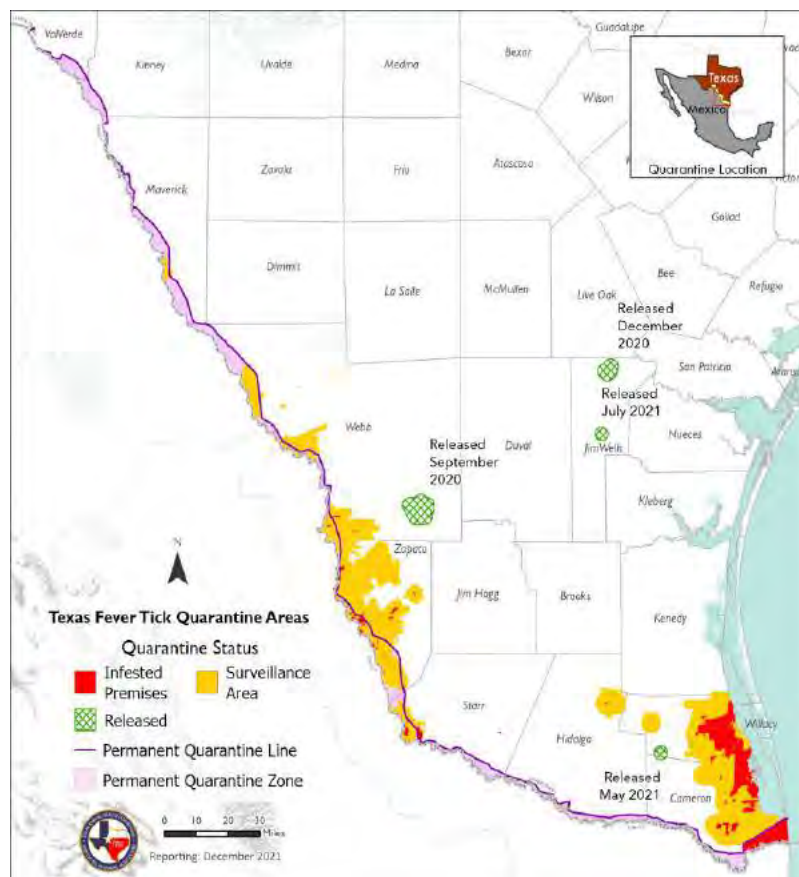 ValVerde
Kinney
Uvalde
Medina
Bexar
Guadalupe
Wilson
Texas
Mexico
Quarantine Location
Maverick
Zavala
Frio
Atascosa
Goliad
Dimmit
La Salle
McMullen
Live Oak
Bee
Refugio
Released
December
2020
San Patricio
Released
July 2021
Webb
Released
September
2020
Duval
JimWells
Nueces
Kleberg
N
Zapata
Jim Hogg
Brooks
Kenedy
Texas Fever Tick Quarantine Areas
Quarantine Status
Infested
Premises
Surveillance
Area
Released
Permanent Quarantine Line
Permanent Quarantine Zone
Starr
Hidalgo
Willacy
Released
May 2021
Cameron
0 10 20 30
Miles
Reporting: December 2021